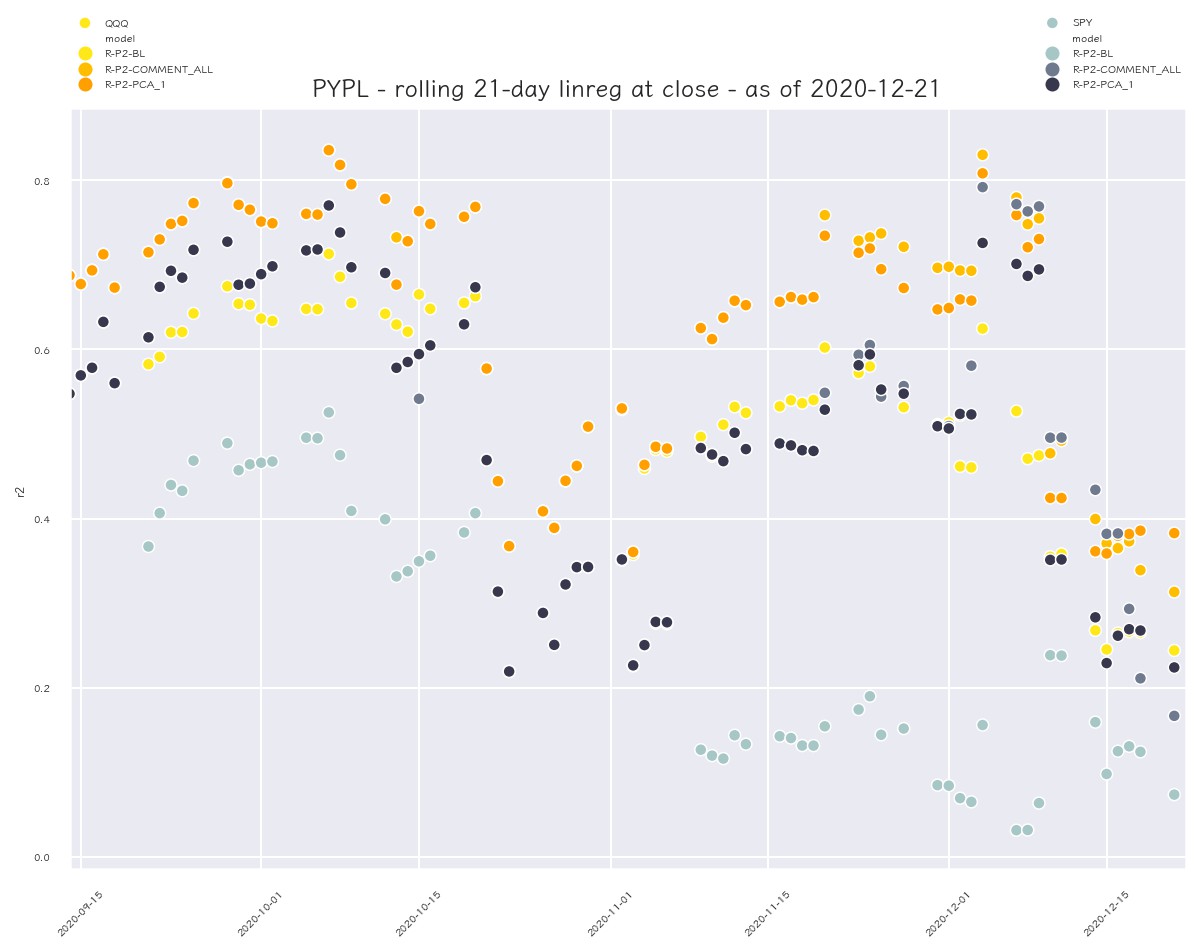 QQQ
model
R-P2-BL
R-P2-COMMENT_ALL
R-P2-PCA_1
SPY
model
R-P2-BL
R-P2-COMMENT_ALL
R-P2-PCA_1
PYPL - rolling 21-day linreg at close - as of 2020-12-21
r2
0.8
0.6
0.4
0.2
0.0
2020-09-15
2020-10-01
2020-10-15
2020-11-01
2020-11-15
2020-12-01
2020-12-15